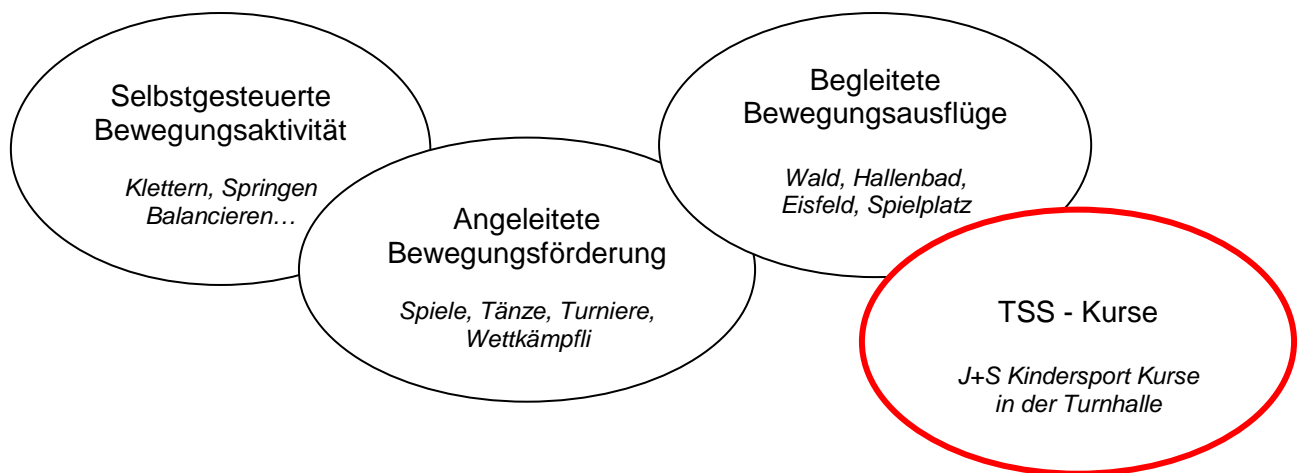 Selbstgesteuerte
Bewegungsaktivität
Klettern, Springen
Balancieren…
Angeleitete
Bewegungsförderung
Spiele, Tänze, Turniere,
Wettkämpfli
Begleitete
Bewegungsausflüge
Wald, Hallenbad,
Eisfeld, Spielplatz
TSS - Kurse
J+S Kindersport Kurse
in der Turnhalle